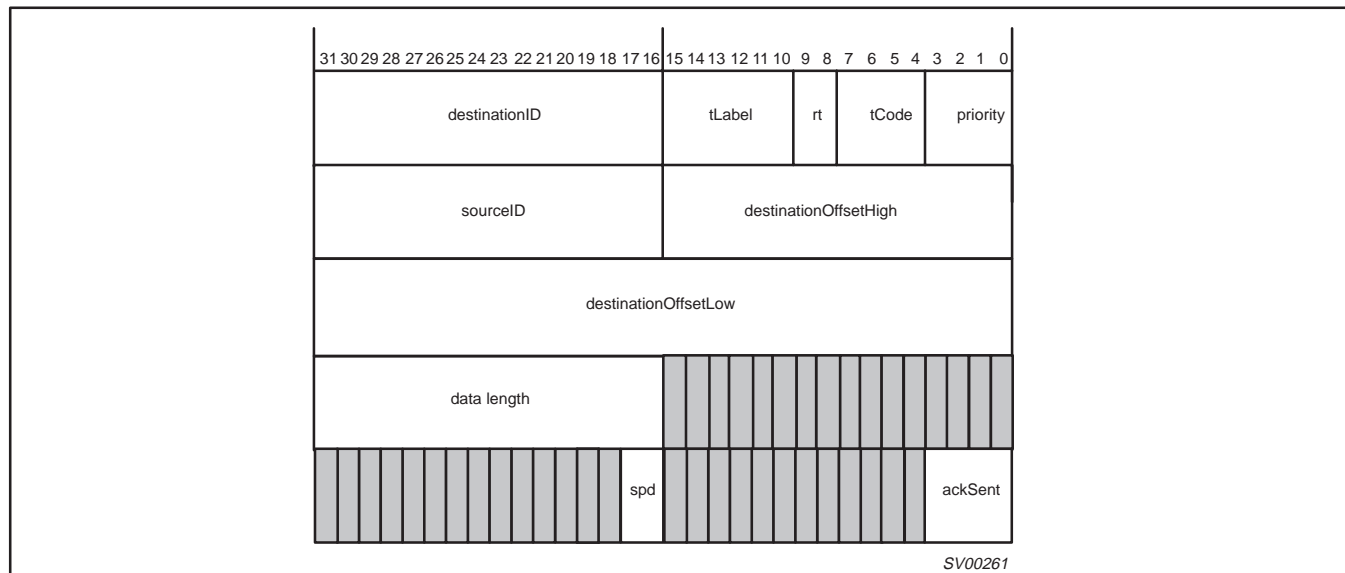 31 30 29 28 27 26 25 24 23 22 21 20 19 18 17 16 15 14 13 12 11 10 9 8 7 6 5 4 3 2 1 0
destinationID tLabel rt tCode priority
sourceID destinationOffsetHigh
destinationOffsetLow
data length
spd ackSent
SV00261